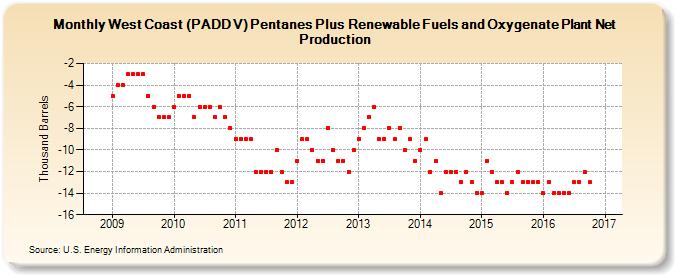 Monthly West Coast (PADD V) Pentanes Plus Renewable Fuels and Oxygenate Plant Net
Production
Thousand Barrels
-2
-4
-6
-8
-10
-12
-14
-16
2009 2010 2011 2012 2013 2014 2015 2016 2017
Source: U.S. Energy Information Administration